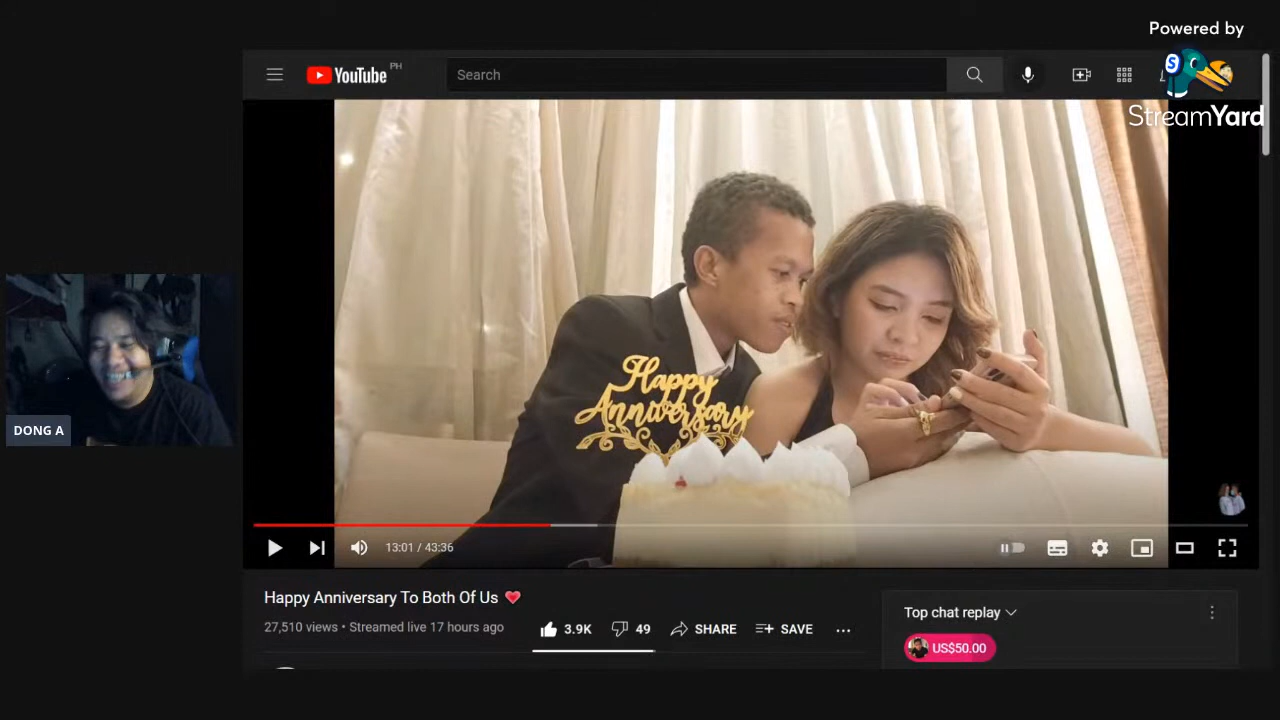 Powered by
StreamYard
YouTube PH
Search
Happy
Anniversary
DONG A
13:01 / 43:36
Happy Anniversary To Both Of Us ❤
27,510 views • Streamed live 17 hours ago
3.9K
49
SHARE
SAVE
Top chat replay
US$50.00